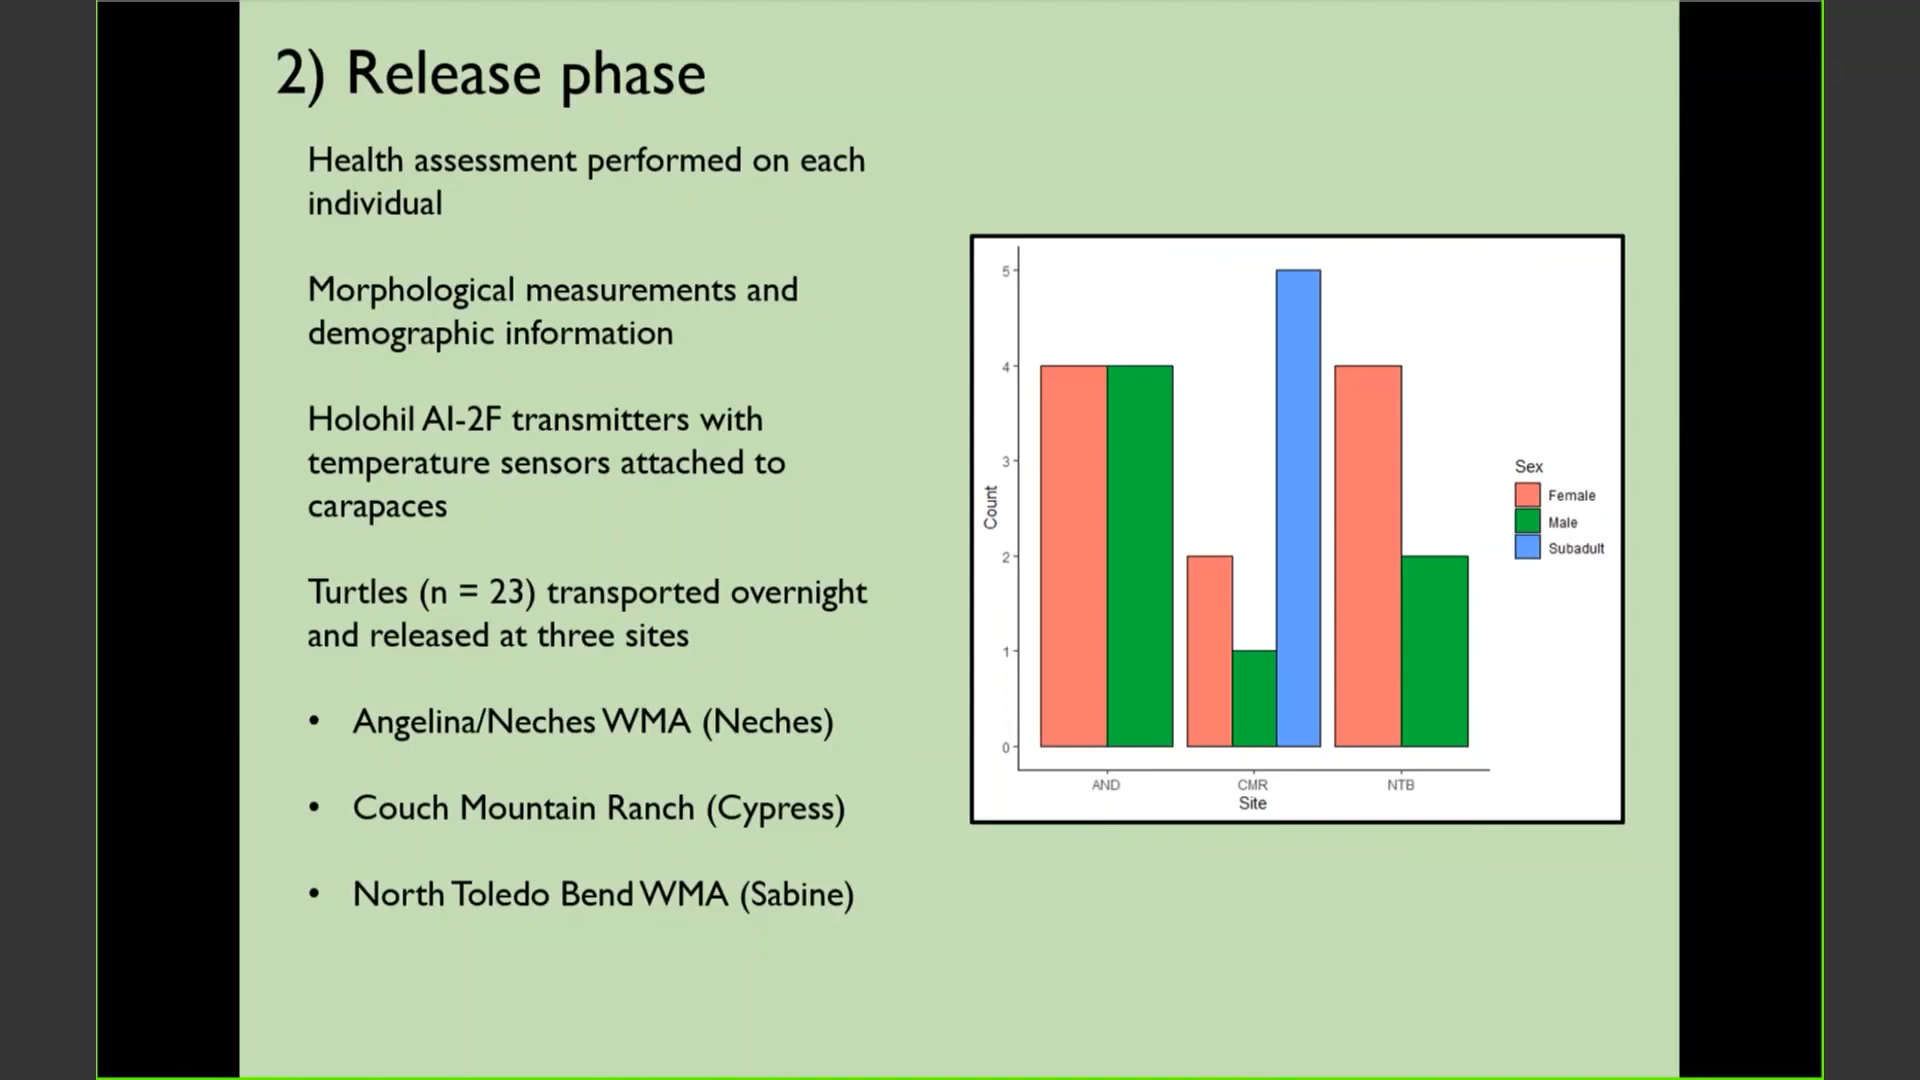 2) Release phase
Health assessment performed on each
individual
Morphological measurements and
demographic information
Holohil AI-2F transmitters with
temperature sensors attached to
carapaces
Turtles (n = 23) transported overnight
and released at three sites
• Angelina/Neches WMA (Neches)
• Couch Mountain Ranch (Cypress)
• North Toledo Bend WMA (Sabine)
5
4
3
2
1
0
Count
AND CMR NTB
Site
Sex
Female
Male
Subadult